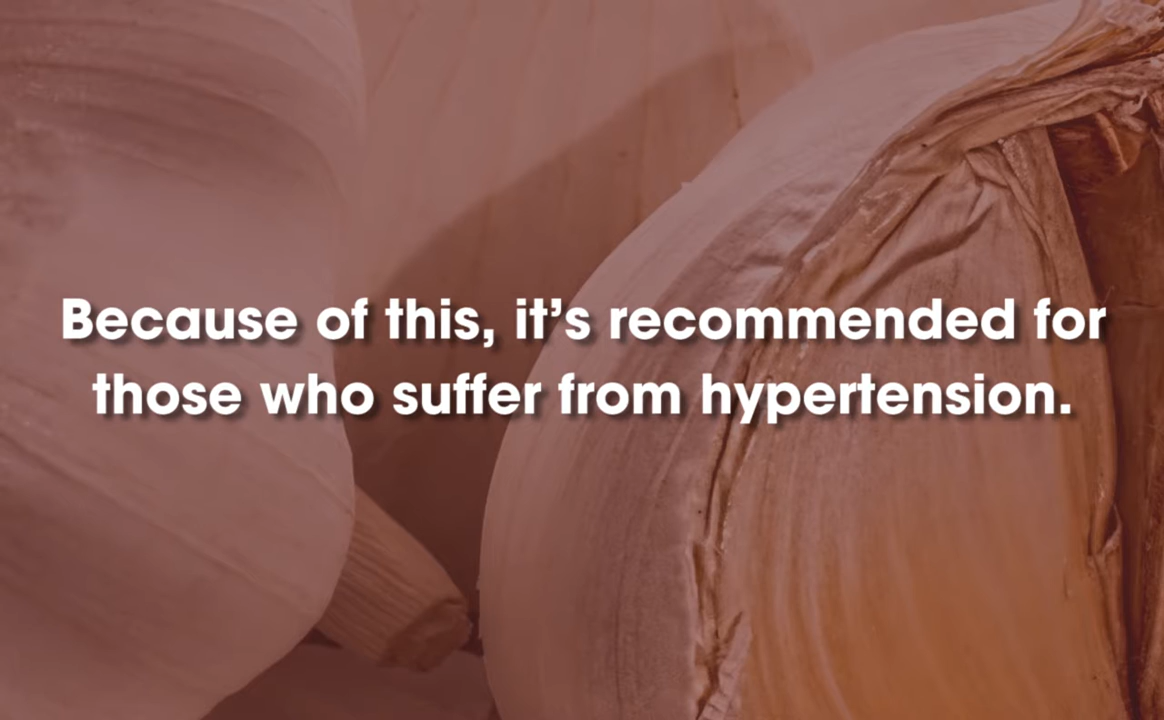 Because of this, it’s recommended for
those who suffer from hypertension.